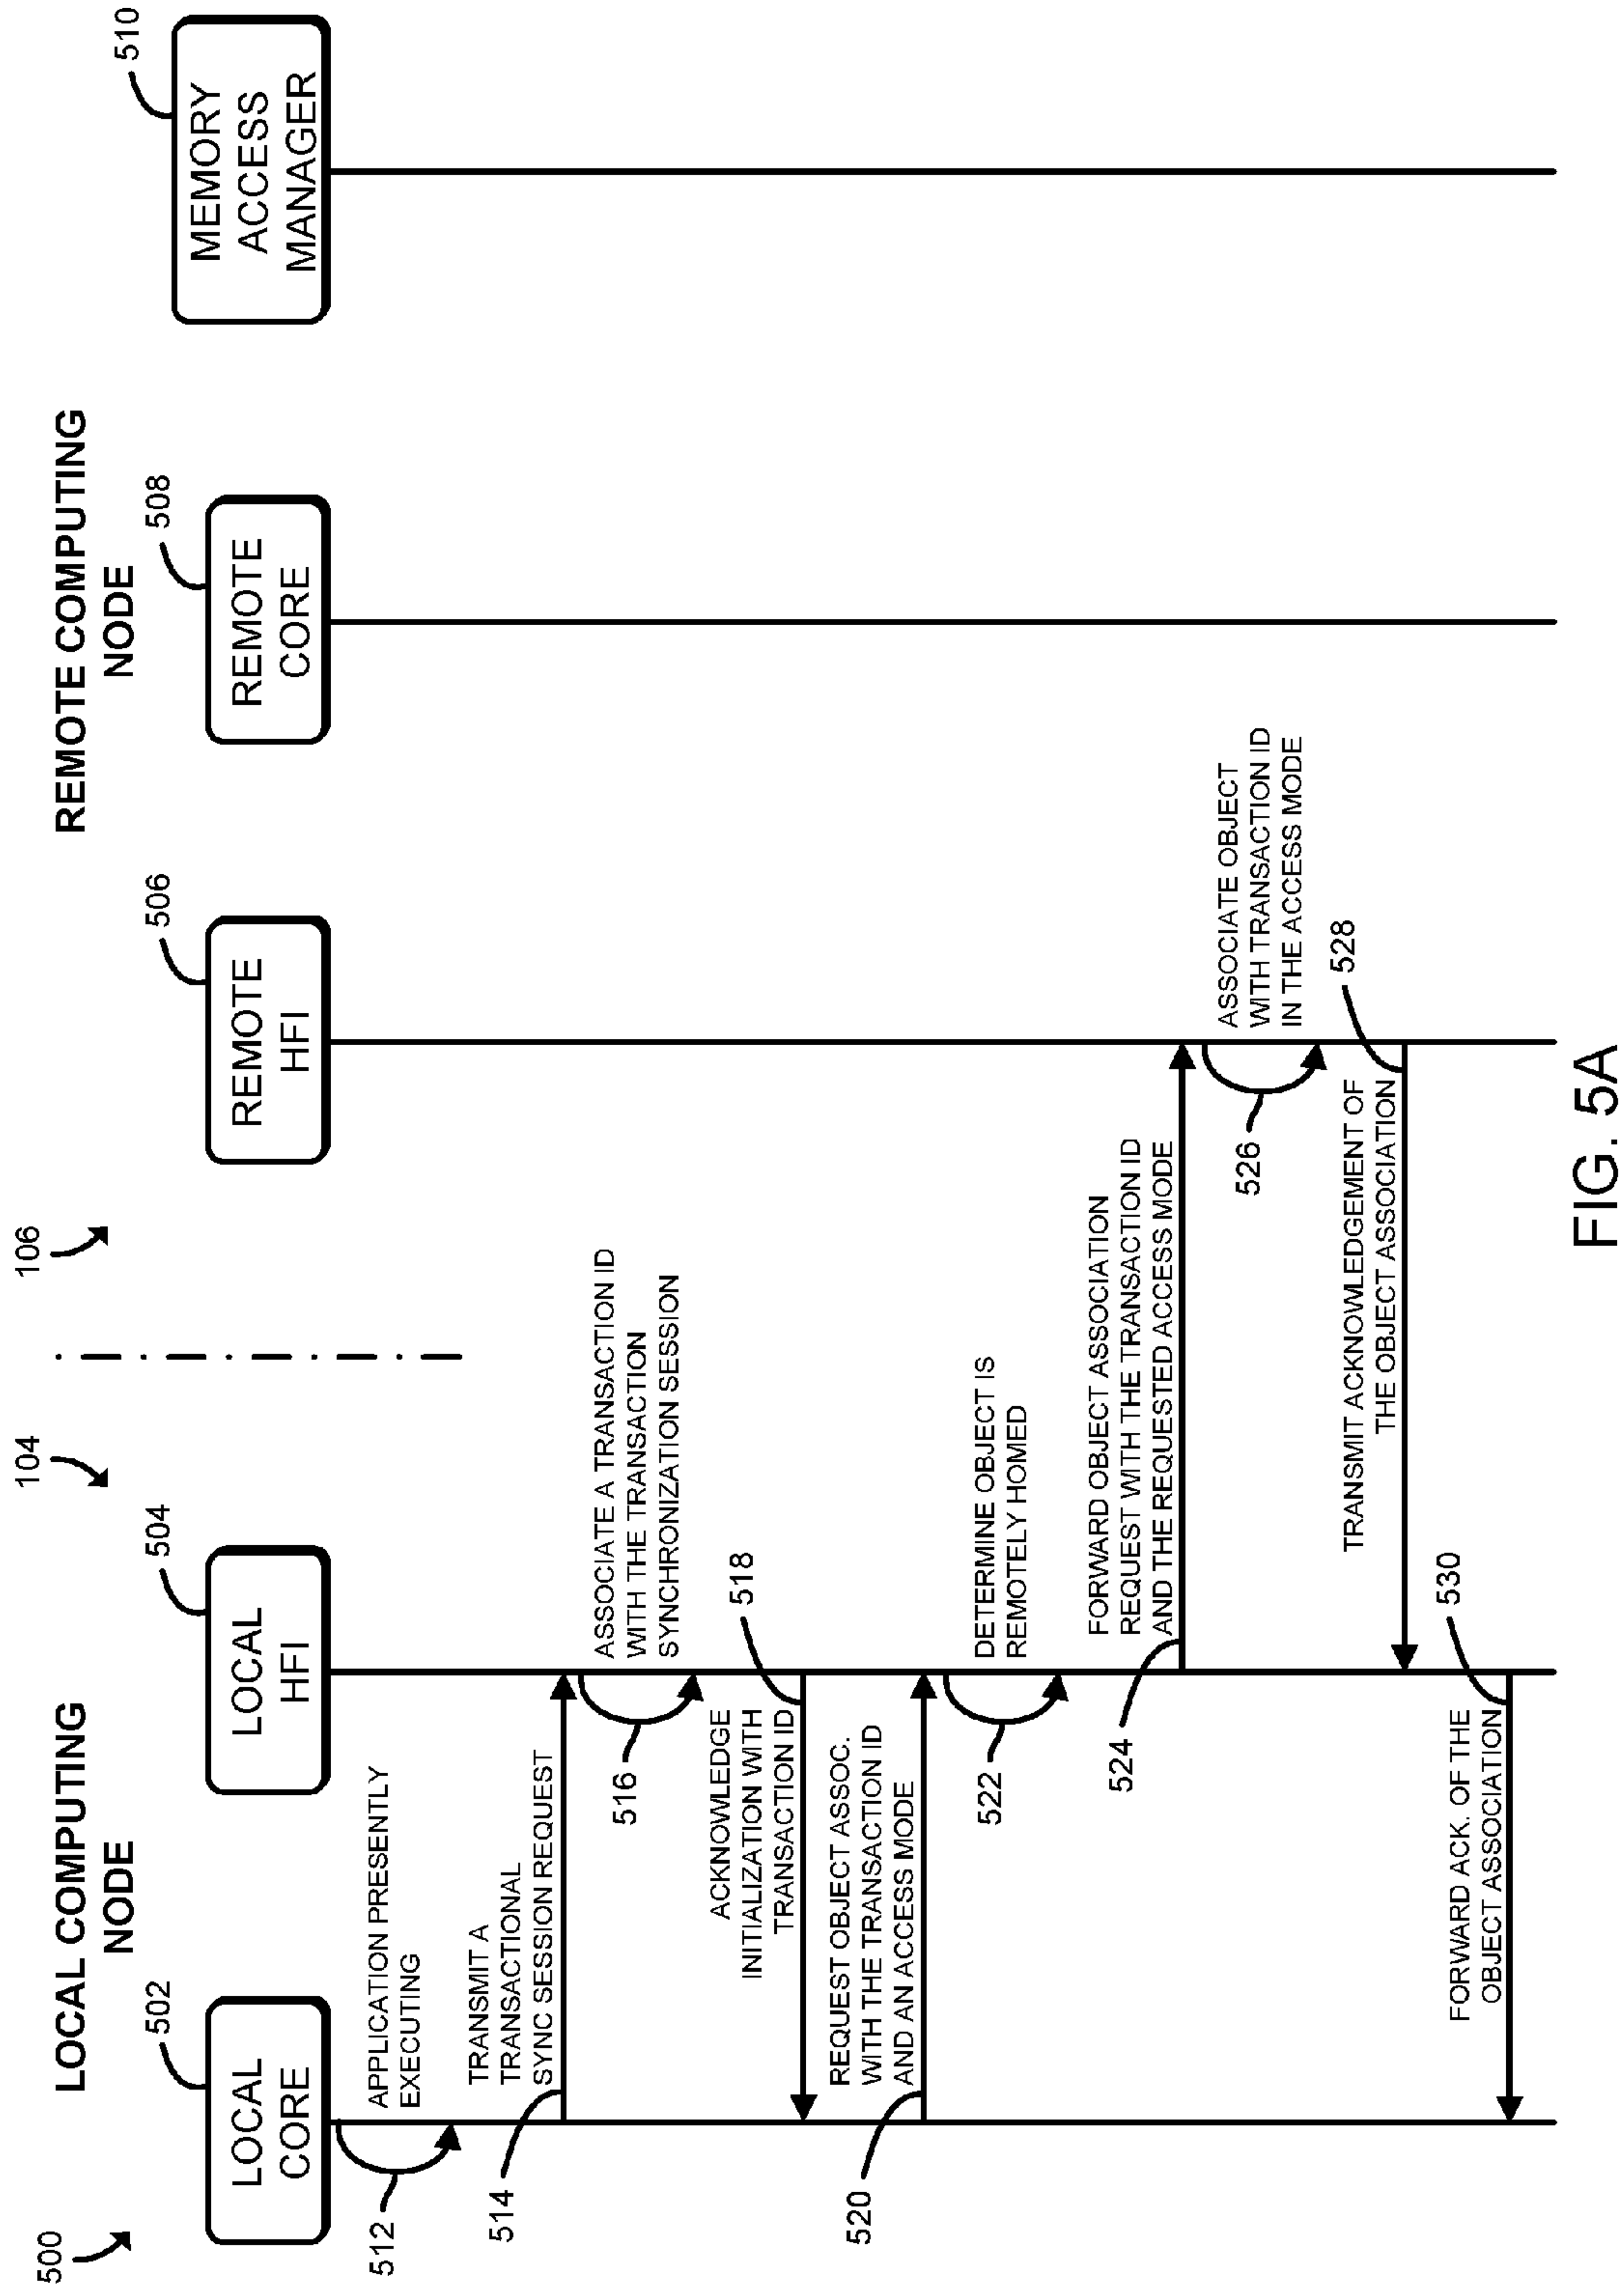 500
LOCAL COMPUTING
NODE
104
106
REMOTE COMPUTING
NODE
502
LOCAL
CORE
504
LOCAL
HFI
506
REMOTE
HFI
508
REMOTE
CORE
510
MEMORY
ACCESS
MANAGER
512
APPLICATION PRESENTLY
EXECUTING
514
TRANSMIT A
TRANSACTIONAL
SYNC SESSION REQUEST
516
ASSOCIATE A TRANSACTION ID
WITH THE TRANSACTION
SYNCHRONIZATION SESSION
518
ACKNOWLEDGE
INITIALIZATION WITH
TRANSACTION ID
520
REQUEST OBJECT ASSOC.
WITH THE TRANSACTION ID
AND AN ACCESS MODE
522
DETERMINE OBJECT IS
REMOTELY HOMED
524
FORWARD OBJECT ASSOCIATION
REQUEST WITH THE TRANSACTION ID
AND THE REQUESTED ACCESS MODE
526
ASSOCIATE OBJECT
WITH TRANSACTION ID
IN THE ACCESS MODE
528
TRANSMIT ACKNOWLEDGEMENT OF
THE OBJECT ASSOCIATION
530
FORWARD ACK. OF THE
OBJECT ASSOCIATION
FIG. 5A